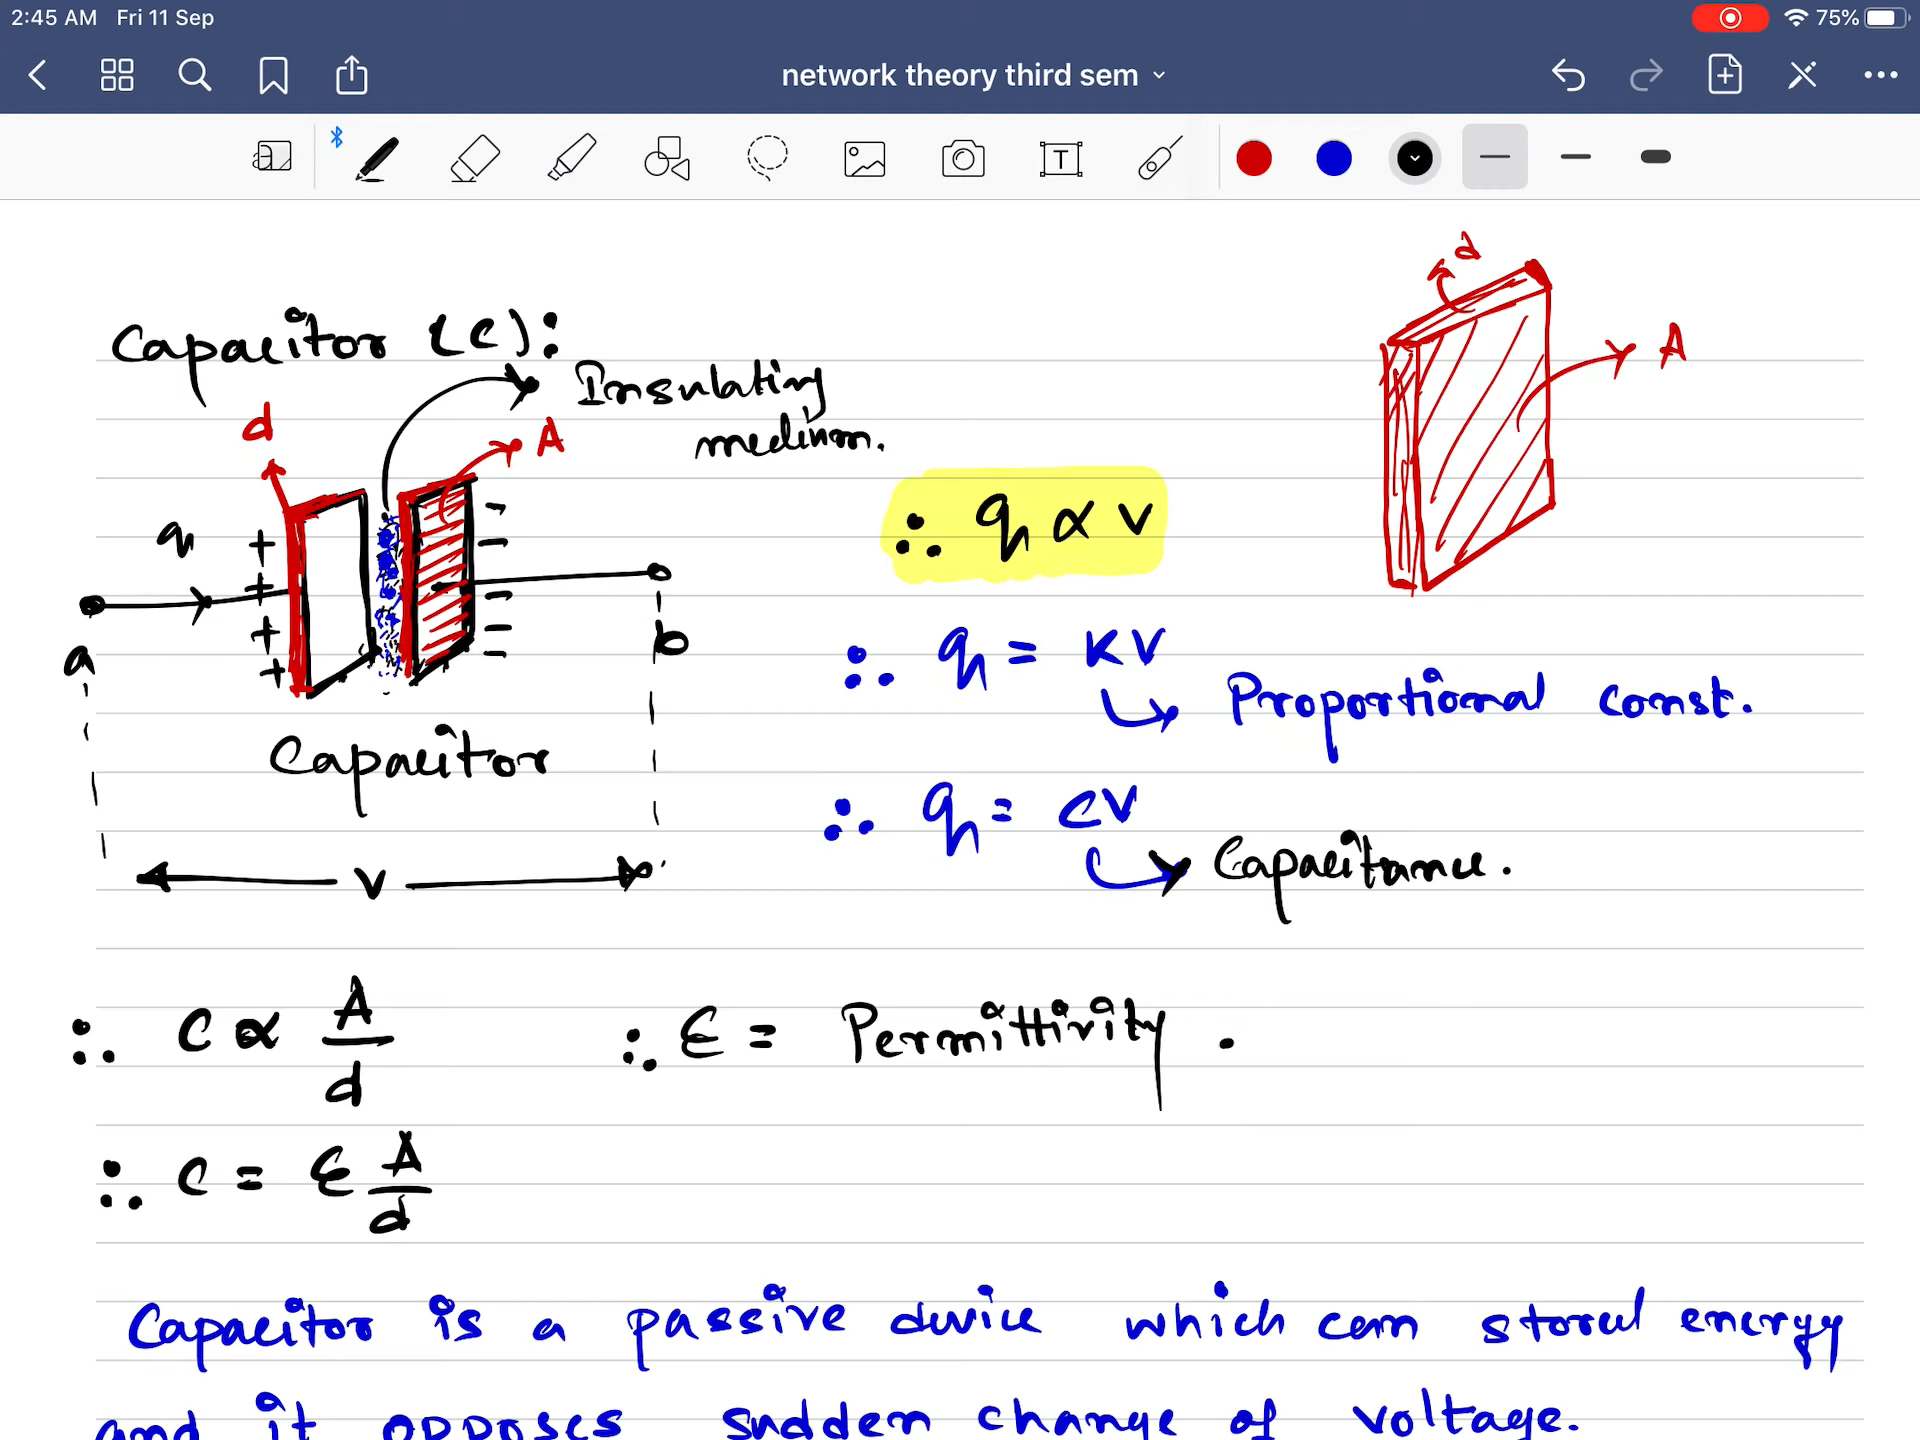 2:45 AM Fri 11 Sep
75%
network theory third sem
T
Capacitor (C):
Insulating
medium.
d
A
d
A
q
+
+
+
+
-
-
-
-
-
a
b
Capacitor
V
∴ q ∝ V
∴ q = KV
Proportional const.
∴ q = CV
Capacitance.
∴ C ∝ A/d
∴ ε = Permittivity.
∴ C = ε A/d
Capacitor is a passive device which can stored energy
and it opposes sudden change of voltage.